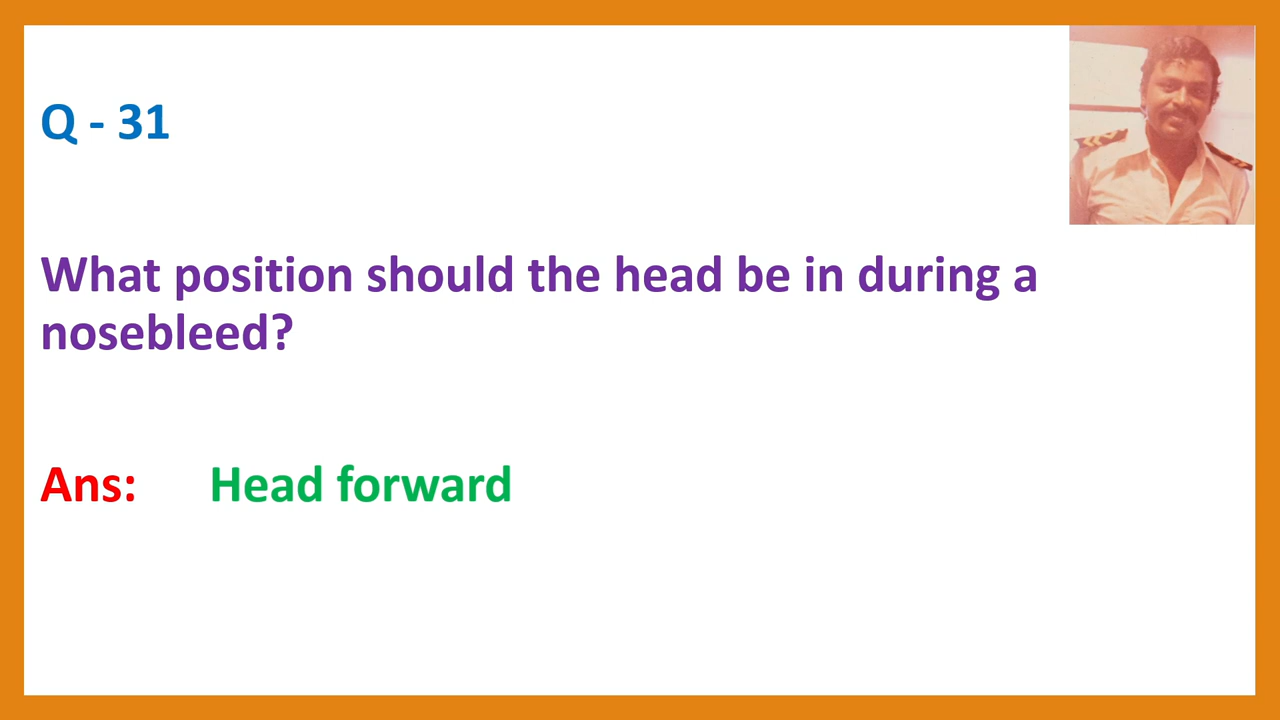 Q - 31
What position should the head be in during a
nosebleed?
Ans: Head forward